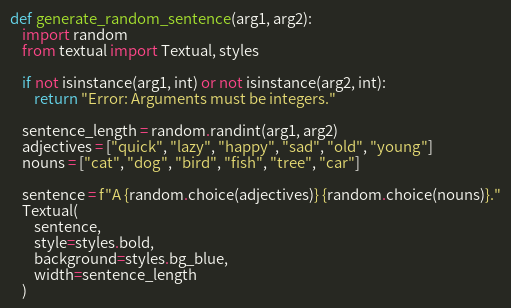 def generate_random_sentence(arg1, arg2):
    import random
    from textual import Textual, styles

    if not isinstance(arg1, int) or not isinstance(arg2, int):
        return "Error: Arguments must be integers."

    sentence_length = random.randint(arg1, arg2)
    adjectives = ["quick", "lazy", "happy", "sad", "old", "young"]
    nouns = ["cat", "dog", "bird", "fish", "tree", "car"]

    sentence = f"A {random.choice(adjectives)} {random.choice(nouns)}."
    Textual(
        sentence,
        style=styles.bold,
        background=styles.bg_blue,
        width=sentence_length
    )